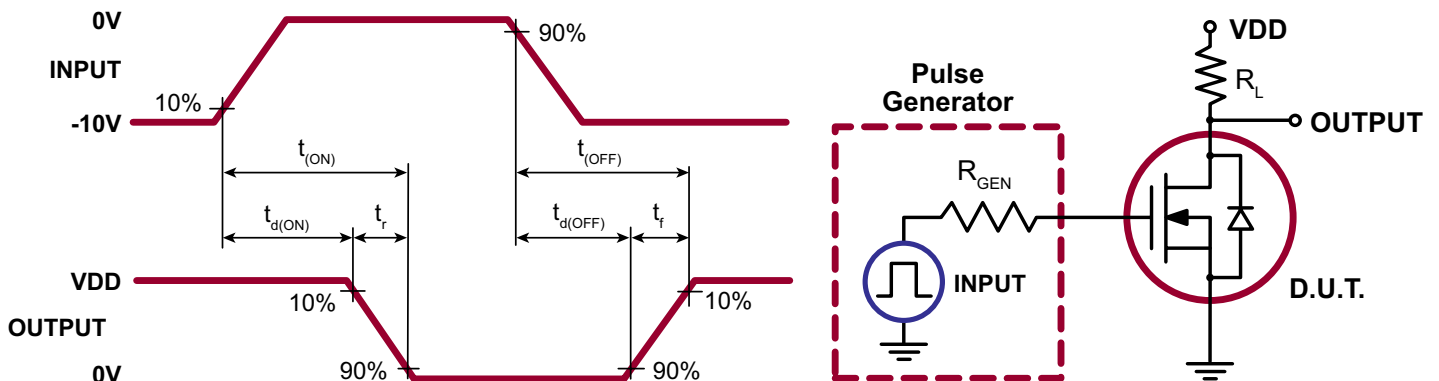 0V
INPUT
10%
-10V
90%
t(ON)
t(OFF)
td(ON)
tr
td(OFF)
tf
VDD
10%
OUTPUT
90%
0V
10%
90%
Pulse
Generator
RGEN
INPUT
VDD
RL
OUTPUT
D.U.T.